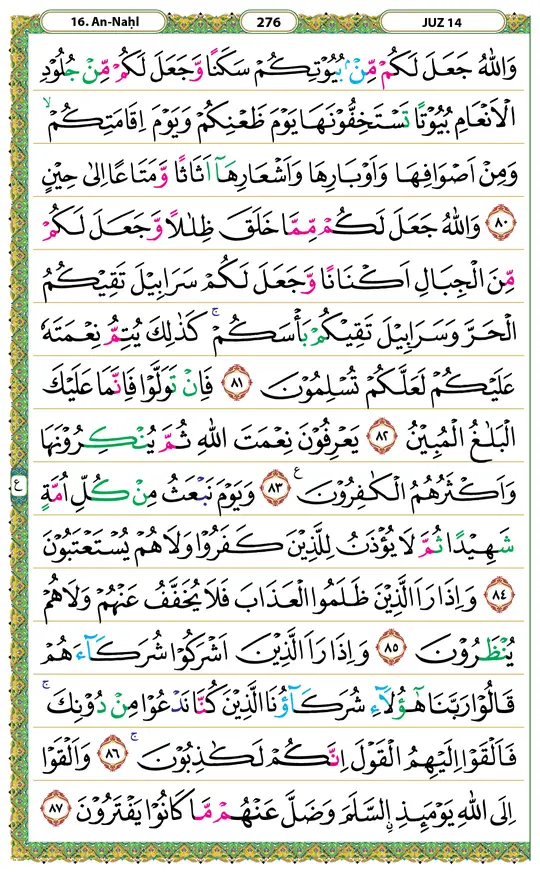 16. An-Naḥl 276 JUZ 14
وَاللّٰهُ جَعَلَ لَكُمْ مِّنْۢ بُيُوْتِكُمْ سَكَنًا وَّجَعَلَ لَكُمْ مِّنْ جُلُوْدِ
الْاَنْعَامِ بُيُوْتًا تَسْتَخِفُّوْنَهَا يَوْمَ ظَعْنِكُمْ وَيَوْمَ اِقَامَتِكُمْۙ
وَمِنْ اَصْوَافِهَا وَاَوْبَارِهَا وَاَشْعَارِهَآ اَثَاثًا وَّمَتَاعًا اِلٰى حِيْنٍ
٨٠ وَاللّٰهُ جَعَلَ لَكُمْ مِّمَّا خَلَقَ ظِلٰلًا وَّجَعَلَ لَكُمْ
مِّنَ الْجِبَالِ اَكْنَانًا وَّجَعَلَ لَكُمْ سَرَابِيْلَ تَقِيْكُمُ
الْحَرَّ وَسَرَابِيْلَ تَقِيْكُمْ بَأْسَكُمْۚ كَذٰلِكَ يُتِمُّ نِعْمَتَهٗ
عَلَيْكُمْ لَعَلَّكُمْ تُسْلِمُوْنَ ٨١ فَاِنْ تَوَلَّوْا فَاِنَّمَا عَلَيْكَ
الْبَلٰغُ الْمُبِيْنُ ٨٢ يَعْرِفُوْنَ نِعْمَتَ اللّٰهِ ثُمَّ يُنْكِرُوْنَهَا
وَاَكْثَرُهُمُ الْكٰفِرُوْنَ ࣖ ٨٣ وَيَوْمَ نَبْعَثُ مِنْ كُلِّ اُمَّةٍ
ع
شَهِيْدًا ثُمَّ لَا يُؤْذَنُ لِلَّذِيْنَ كَفَرُوْا وَلَا هُمْ يُسْتَعْتَبُوْنَ
٨٤ وَاِذَا رَاَ الَّذِيْنَ ظَلَمُوا الْعَذَابَ فَلَا يُخَفَّفُ عَنْهُمْ وَلَا هُمْ
يُنْظَرُوْنَ ٨٥ وَاِذَا رَاَ الَّذِيْنَ اَشْرَكُوْا شُرَكَاۤءَهُمْ
قَالُوْا رَبَّنَا هٰٓؤُلَاۤءِ شُرَكَاۤؤُنَا الَّذِيْنَ كُنَّا نَدْعُوْا مِنْ دُوْنِكَۚ
فَاَلْقَوْا اِلَيْهِمُ الْقَوْلَ اِنَّكُمْ لَكٰذِبُوْنَۚ ٨٦ وَاَلْقَوْا
اِلَى اللّٰهِ يَوْمَىِٕذِ ࣙالسَّلَمَ وَضَلَّ عَنْهُمْ مَّا كَانُوْا يَفْتَرُوْنَ ٨٧